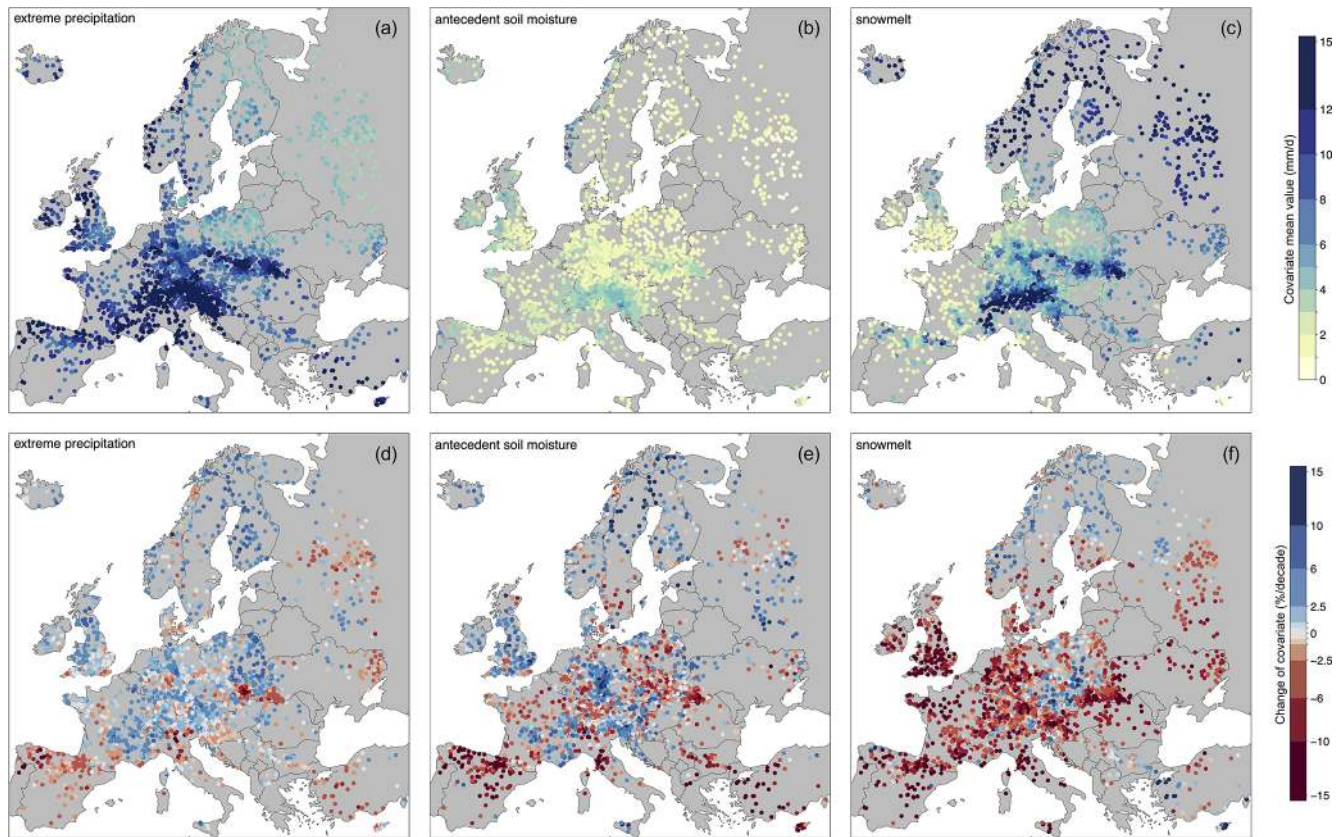 extreme precipitation
(a)
antecedent soil moisture
(b)
snowmelt
(c)
15
12
10
8
6
4
2
0
Covariate mean value (mm/d)
extreme precipitation
(d)
antecedent soil moisture
(e)
snowmelt
(f)
15
10
6
2.5
0
−2.5
−6
−10
−15
Change of covariate (%/decade)